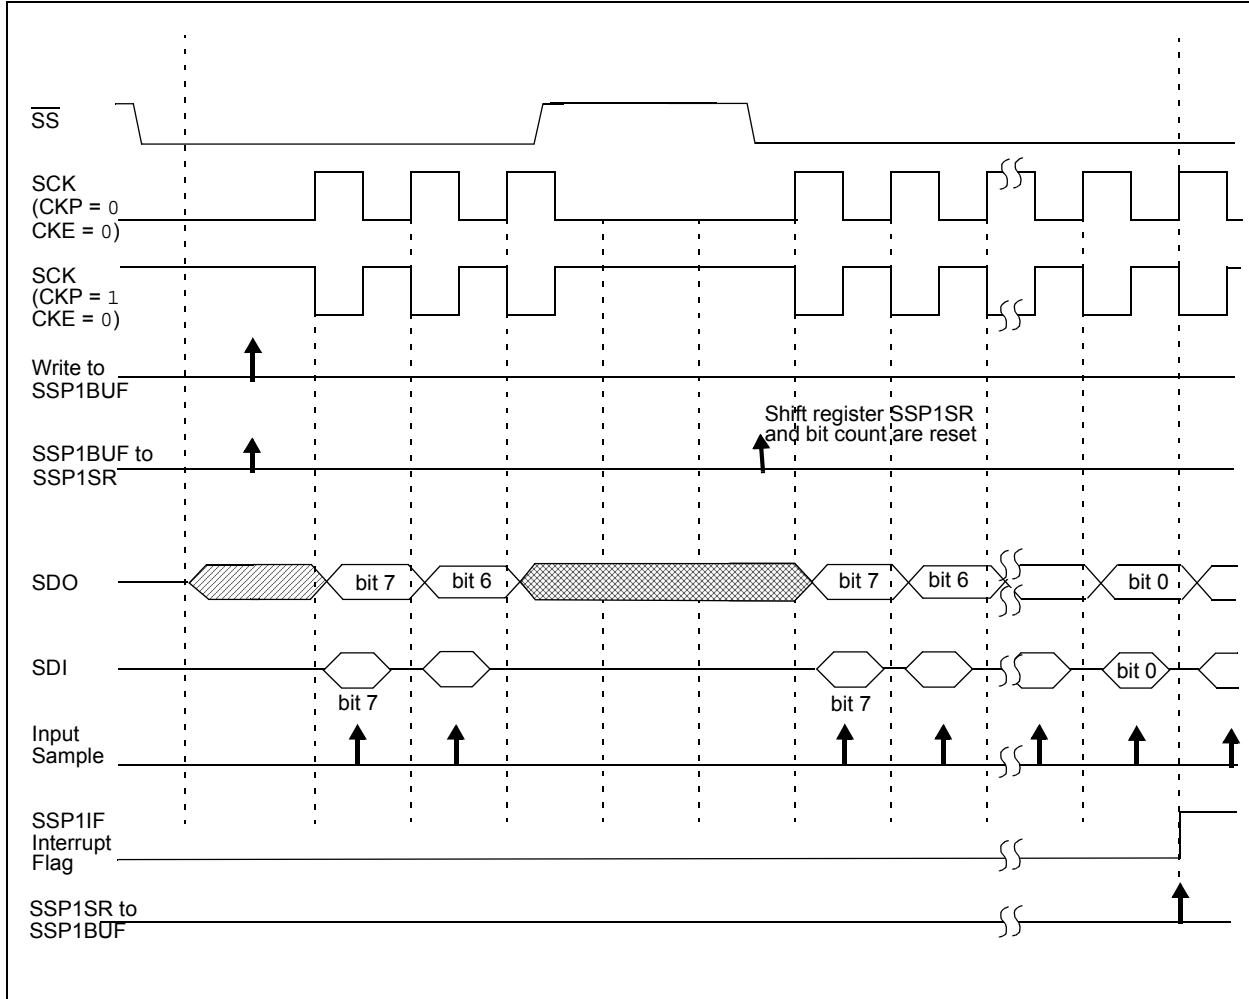 SS
SCK
(CKP = 0
CKE = 0)
SCK
(CKP = 1
CKE = 0)
Write to
SSP1BUF
Shift register SSP1SR
and bit count are reset
SSP1BUF to
SSP1SR
SDO
bit 7
bit 6
bit 7
bit 6
bit 0
SDI
bit 0
bit 7
bit 7
Input
Sample
SSP1IF
Interrupt
Flag
SSP1SR to
SSP1BUF